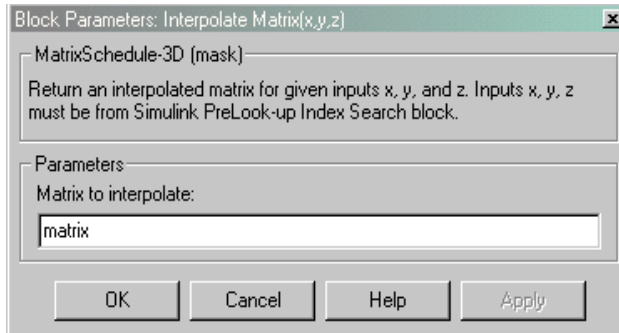 Block Parameters: Interpolate Matrix(x,y,z)
MatrixSchedule-3D (mask)
Return an interpolated matrix for given inputs x, y, and z. Inputs x, y, z
must be from Simulink PreLook-up Index Search block.
Parameters
Matrix to interpolate:
matrix
OK Cancel Help Apply